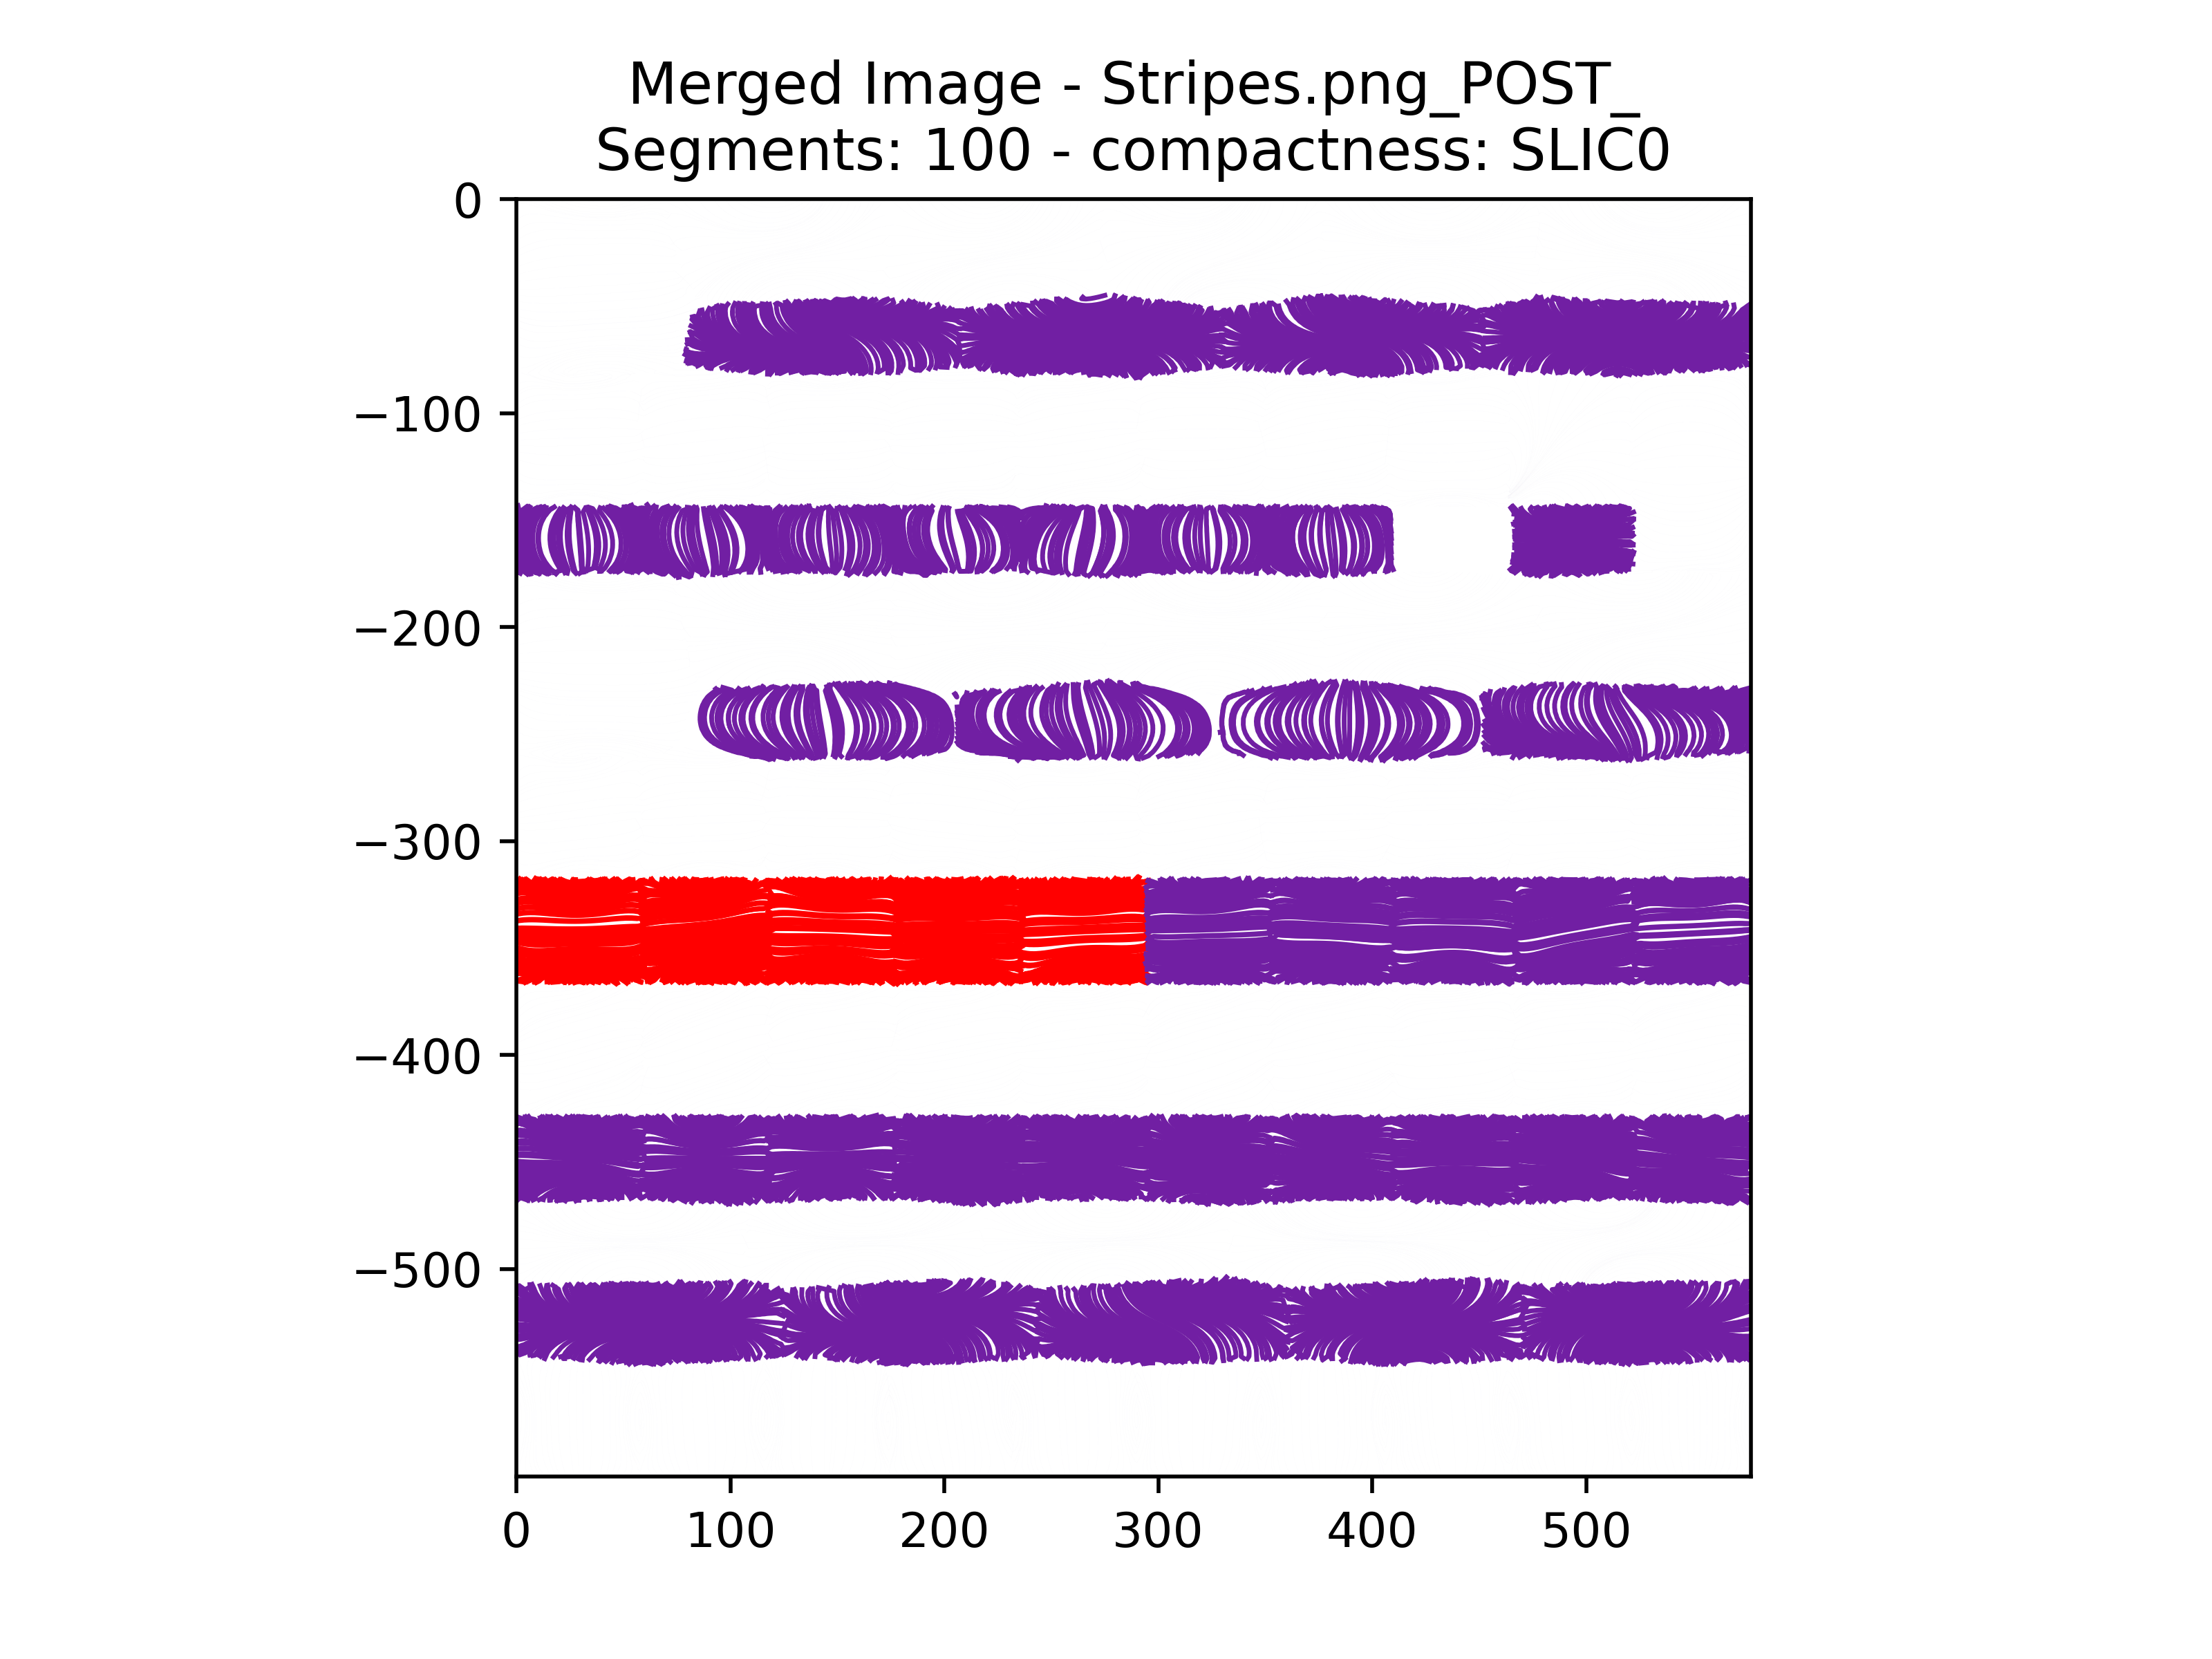 Merged Image - Stripes.png_POST_
Segments: 100 - compactness: SLIC0
0
−100
−200
−300
−400
−500
0 100 200 300 400 500